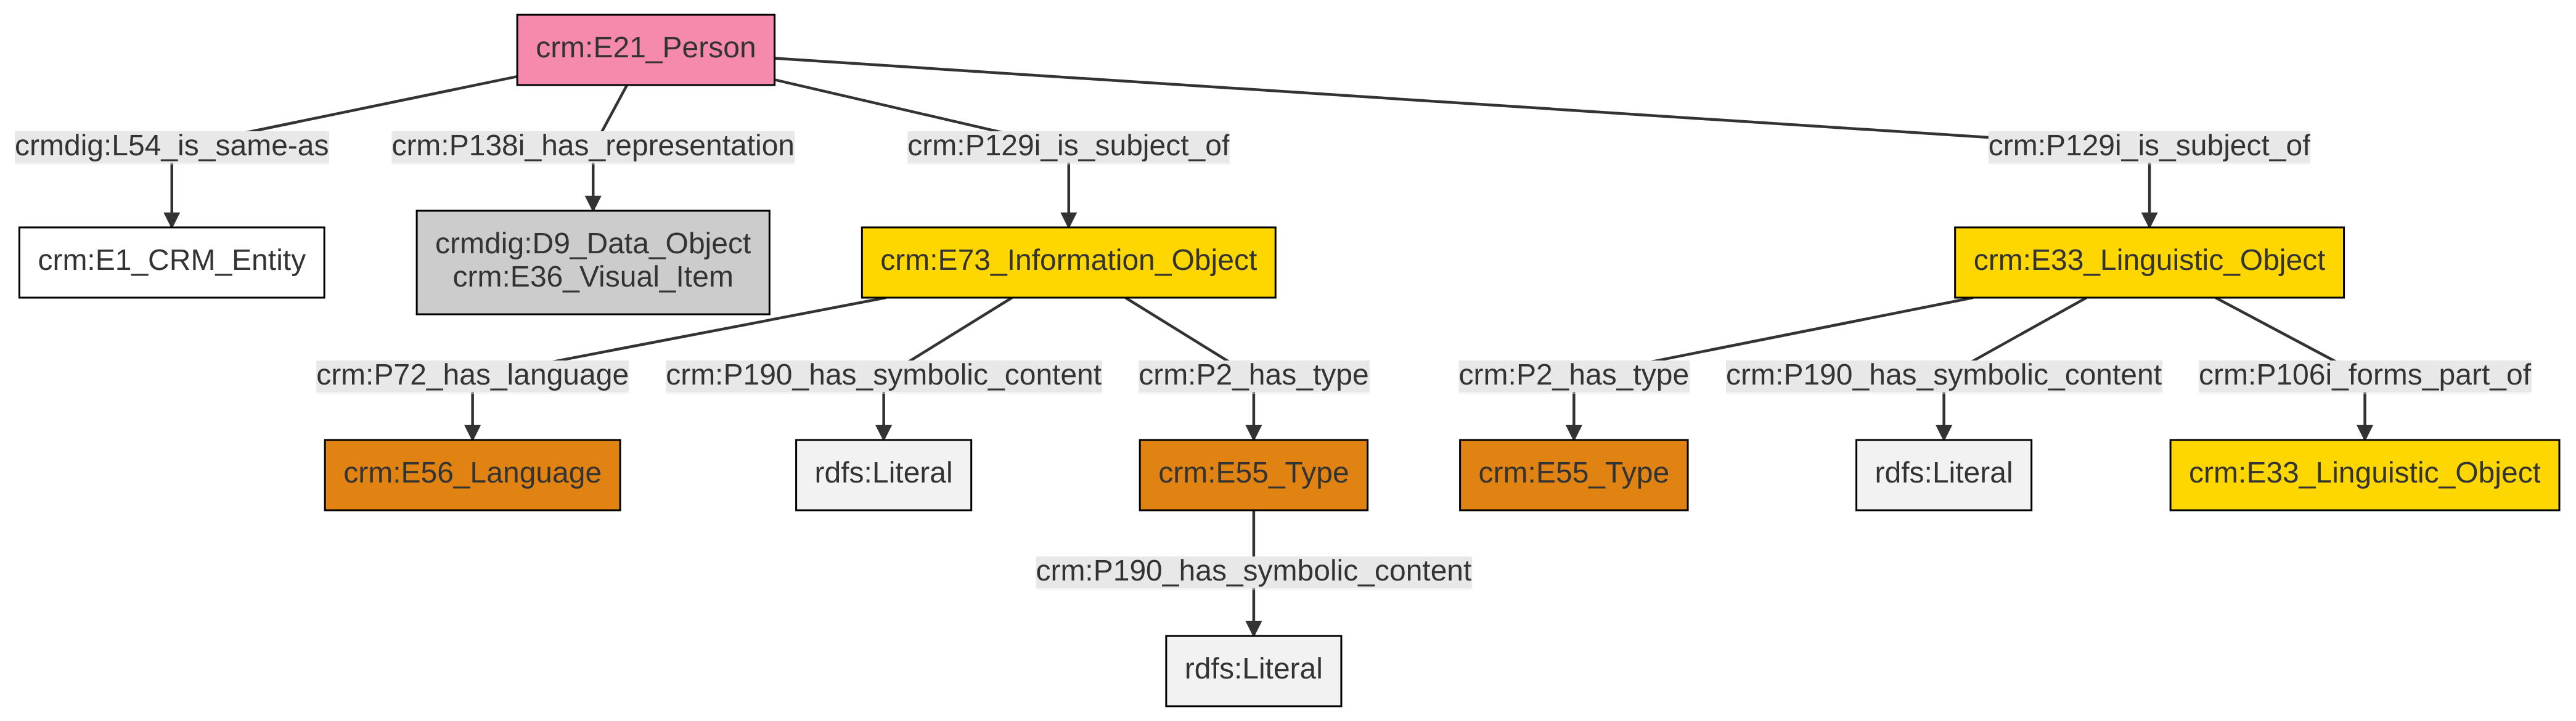 crm:E21_Person
crmdig:L54_is_same-as
crm:P138i_has_representation
crm:P129i_is_subject_of
crm:P129i_is_subject_of
crm:E1_CRM_Entity
crmdig:D9_Data_Object
crm:E36_Visual_Item
crm:E73_Information_Object
crm:E33_Linguistic_Object
crm:P72_has_language
crm:P190_has_symbolic_content
crm:P2_has_type
crm:P2_has_type
crm:P190_has_symbolic_content
crm:P106i_forms_part_of
crm:E56_Language
rdfs:Literal
crm:E55_Type
crm:E55_Type
rdfs:Literal
crm:E33_Linguistic_Object
crm:P190_has_symbolic_content
rdfs:Literal